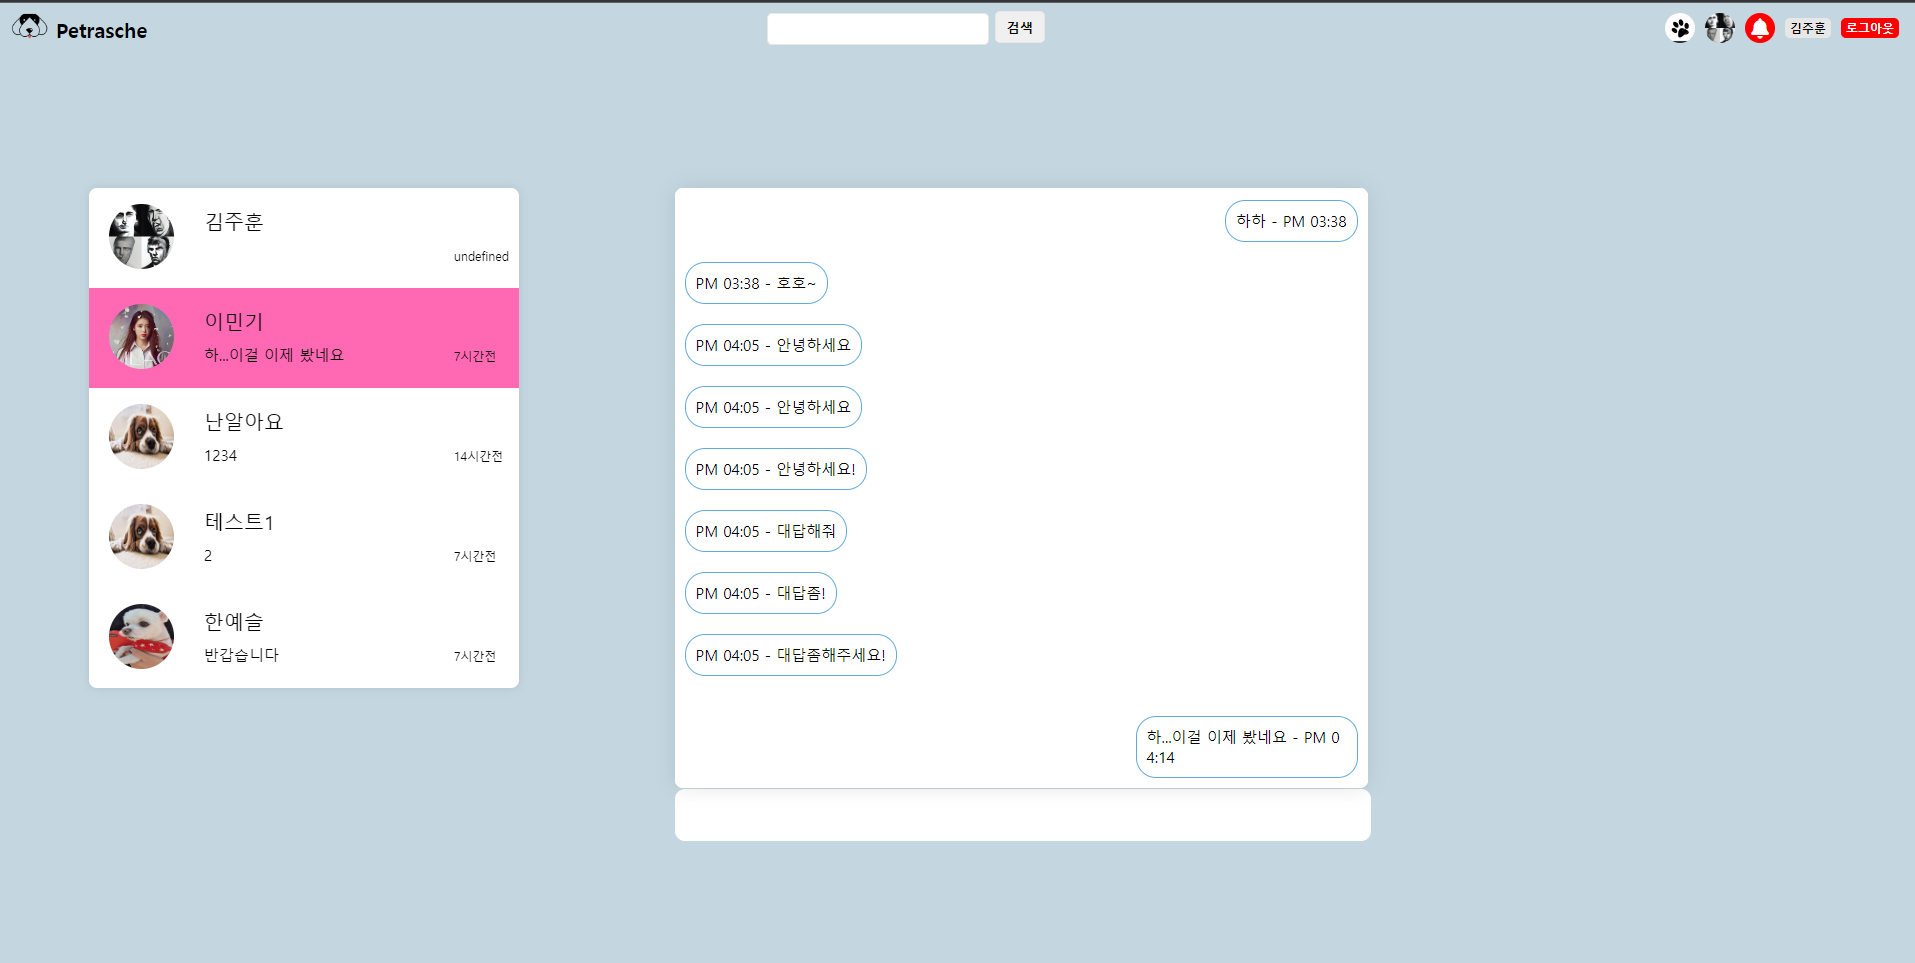 Petrasche
검색
김주훈
로그아웃
김주훈
undefined
이민기
하...이걸 이제 봤네요
7시간전
난알아요
1234
14시간전
테스트1
2
7시간전
한예슬
반갑습니다
7시간전
하하 - PM 03:38
PM 03:38 - 호호~
PM 04:05 - 안녕하세요
PM 04:05 - 안녕하세요
PM 04:05 - 안녕하세요!
PM 04:05 - 대답해줘
PM 04:05 - 대답좀!
PM 04:05 - 대답좀해주세요!
하...이걸 이제 봤네요 - PM 0
4:14